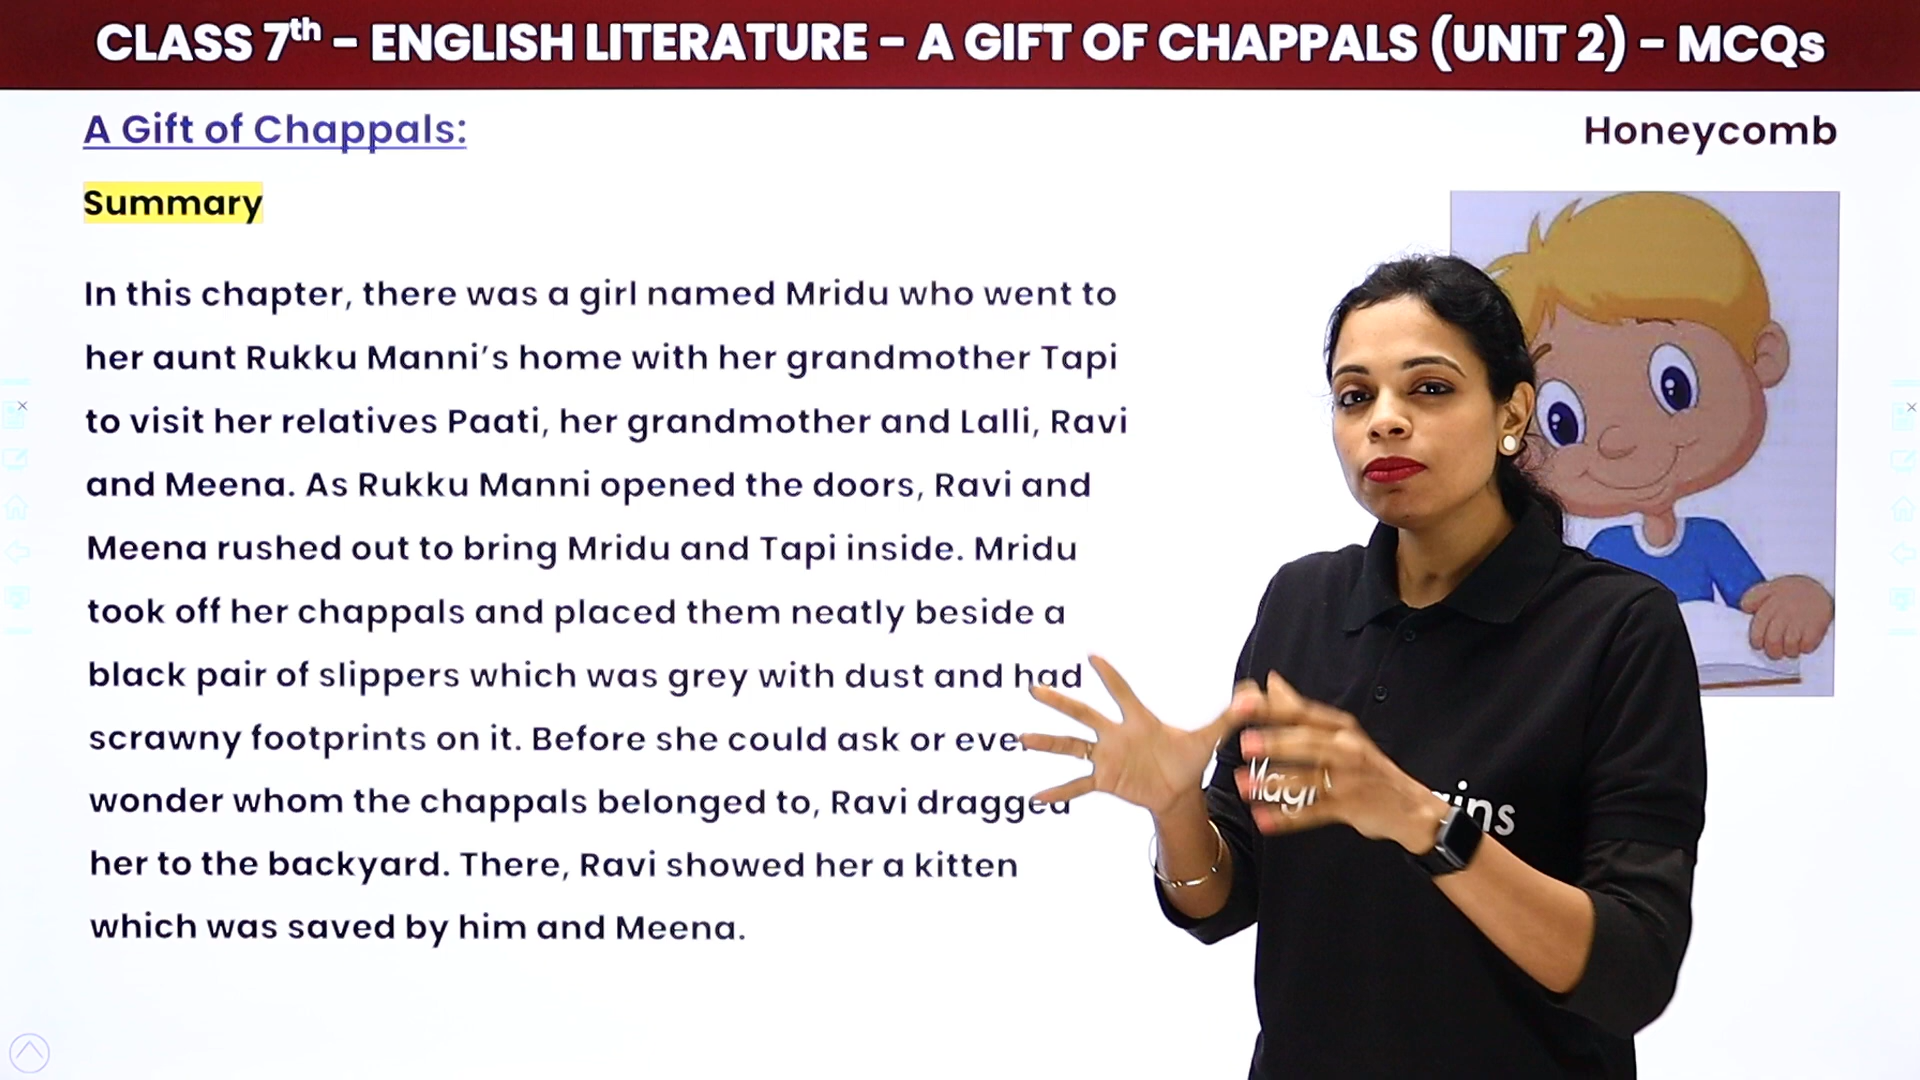 CLASS 7th – ENGLISH LITERATURE – A GIFT OF CHAPPALS (UNIT 2) – MCQs
A Gift of Chappals:
Honeycomb
Summary
In this chapter, there was a girl named Mridu who went to
her aunt Rukku Manni’s home with her grandmother Tapi
to visit her relatives Paati, her grandmother and Lalli, Ravi
and Meena. As Rukku Manni opened the doors, Ravi and
Meena rushed out to bring Mridu and Tapi inside. Mridu
took off her chappals and placed them neatly beside a
black pair of slippers which was grey with dust and had
scrawny footprints on it. Before she could ask or even
wonder whom the chappals belonged to, Ravi dragged
her to the backyard. There, Ravi showed her a kitten
which was saved by him and Meena.